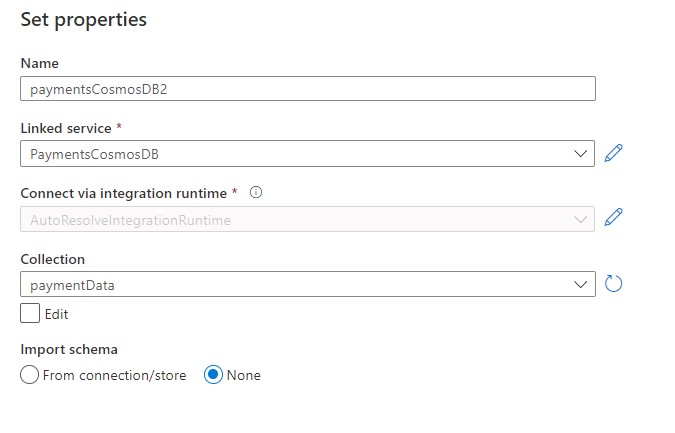 Set properties
Name
paymentsCosmosDB2
Linked service *
PaymentsCosmosDB
Connect via integration runtime *
AutoResolveIntegrationRuntime
Collection
paymentData
Edit
Import schema
From connection/store None